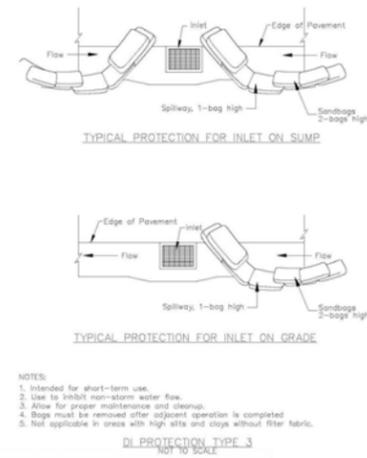 Inlet
Edge of Pavement
Flow
Flow
Spillway, 1-bag high
Sandbags
2-bags high
TYPICAL PROTECTION FOR INLET ON SUMP
Edge of Pavement
Inlet
Flow
Flow
Spillway, 1-bag high
Sandbags
2-bags high
TYPICAL PROTECTION FOR INLET ON GRADE
NOTES:
1. Intended for short-term use.
2. Use to inhibit non-storm water flow.
3. Allow for proper maintenance and cleanup.
4. Bags must be removed after adjacent operation is completed
5. Not applicable in areas with high silts and clays without filter fabric.
DI PROTECTION TYPE 3
NOT TO SCALE